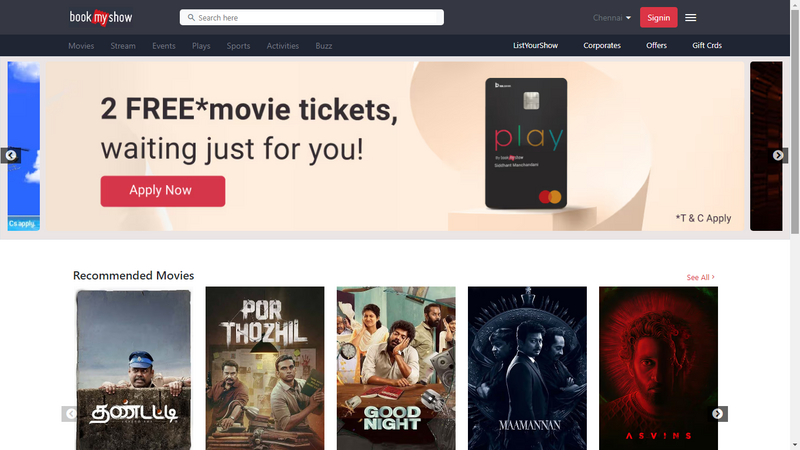 book my show
Search here
Chennai
Signin
Movies Stream Events Plays Sports Activities Buzz
ListYourShow Corporates Offers Gift Crds
2 FREE*movie tickets,
waiting just for you!
Apply Now
play
*T & C Apply
Cs apply
Recommended Movies
See All >
தண்டட்டி
POR THOZHIL
GOOD NIGHT
MAAMANNAN
ASVINS